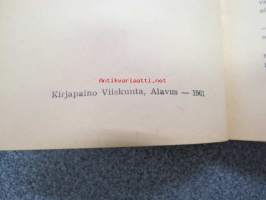 Antikvariaatti.net
Kirjapaino Viiskunta, Alavus — 1961